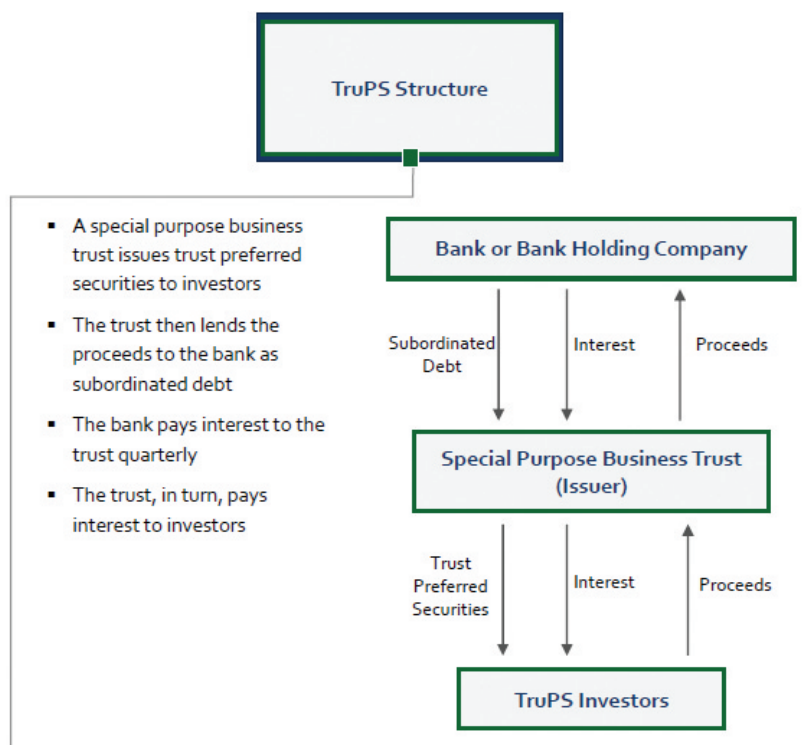 TruPS Structure
▪ A special purpose business
trust issues trust preferred
securities to investors
▪ The trust then lends the
proceeds to the bank as
subordinated debt
▪ The bank pays interest to the
trust quarterly
▪ The trust, in turn, pays
interest to investors
Bank or Bank Holding Company
Subordinated
Debt
Interest
Proceeds
Special Purpose Business Trust
(Issuer)
Trust
Preferred
Securities
Interest
Proceeds
TruPS Investors